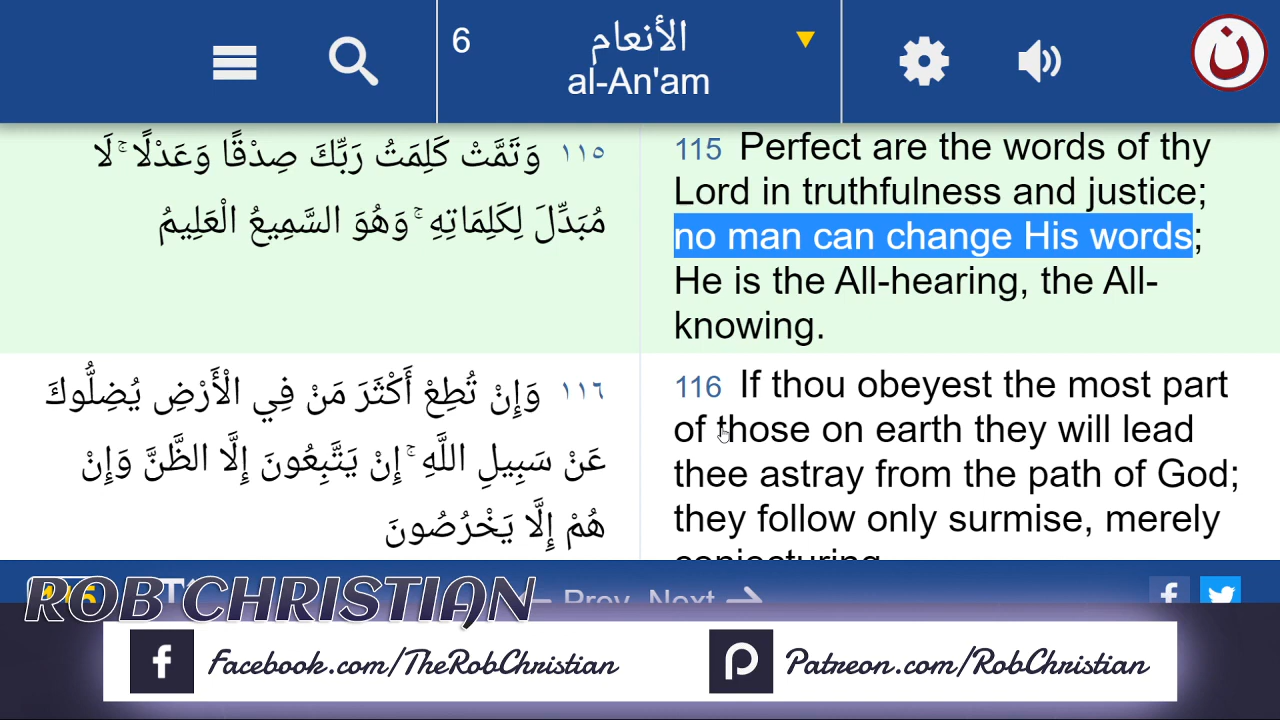 6
الأنعام
al-An'am
ن
١١٥ وَتَمَّتْ كَلِمَتُ رَبِّكَ صِدْقًا وَعَدْلًا ۚ لَا
مُبَدِّلَ لِكَلِمَاتِهِ ۚ وَهُوَ السَّمِيعُ الْعَلِيمُ
115 Perfect are the words of thy
Lord in truthfulness and justice;
no man can change His words;
He is the All-hearing, the All-
knowing.
١١٦ وَإِنْ تُطِعْ أَكْثَرَ مَنْ فِي الْأَرْضِ يُضِلُّوكَ
عَنْ سَبِيلِ اللَّهِ ۚ إِنْ يَتَّبِعُونَ إِلَّا الظَّنَّ وَإِنْ
هُمْ إِلَّا يَخْرُصُونَ
116 If thou obeyest the most part
of those on earth they will lead
thee astray from the path of God;
they follow only surmise, merely
conjecturing.
← Prev Next →
ROB CHRISTIAN
Facebook.com/TheRobChristian
Patreon.com/RobChristian